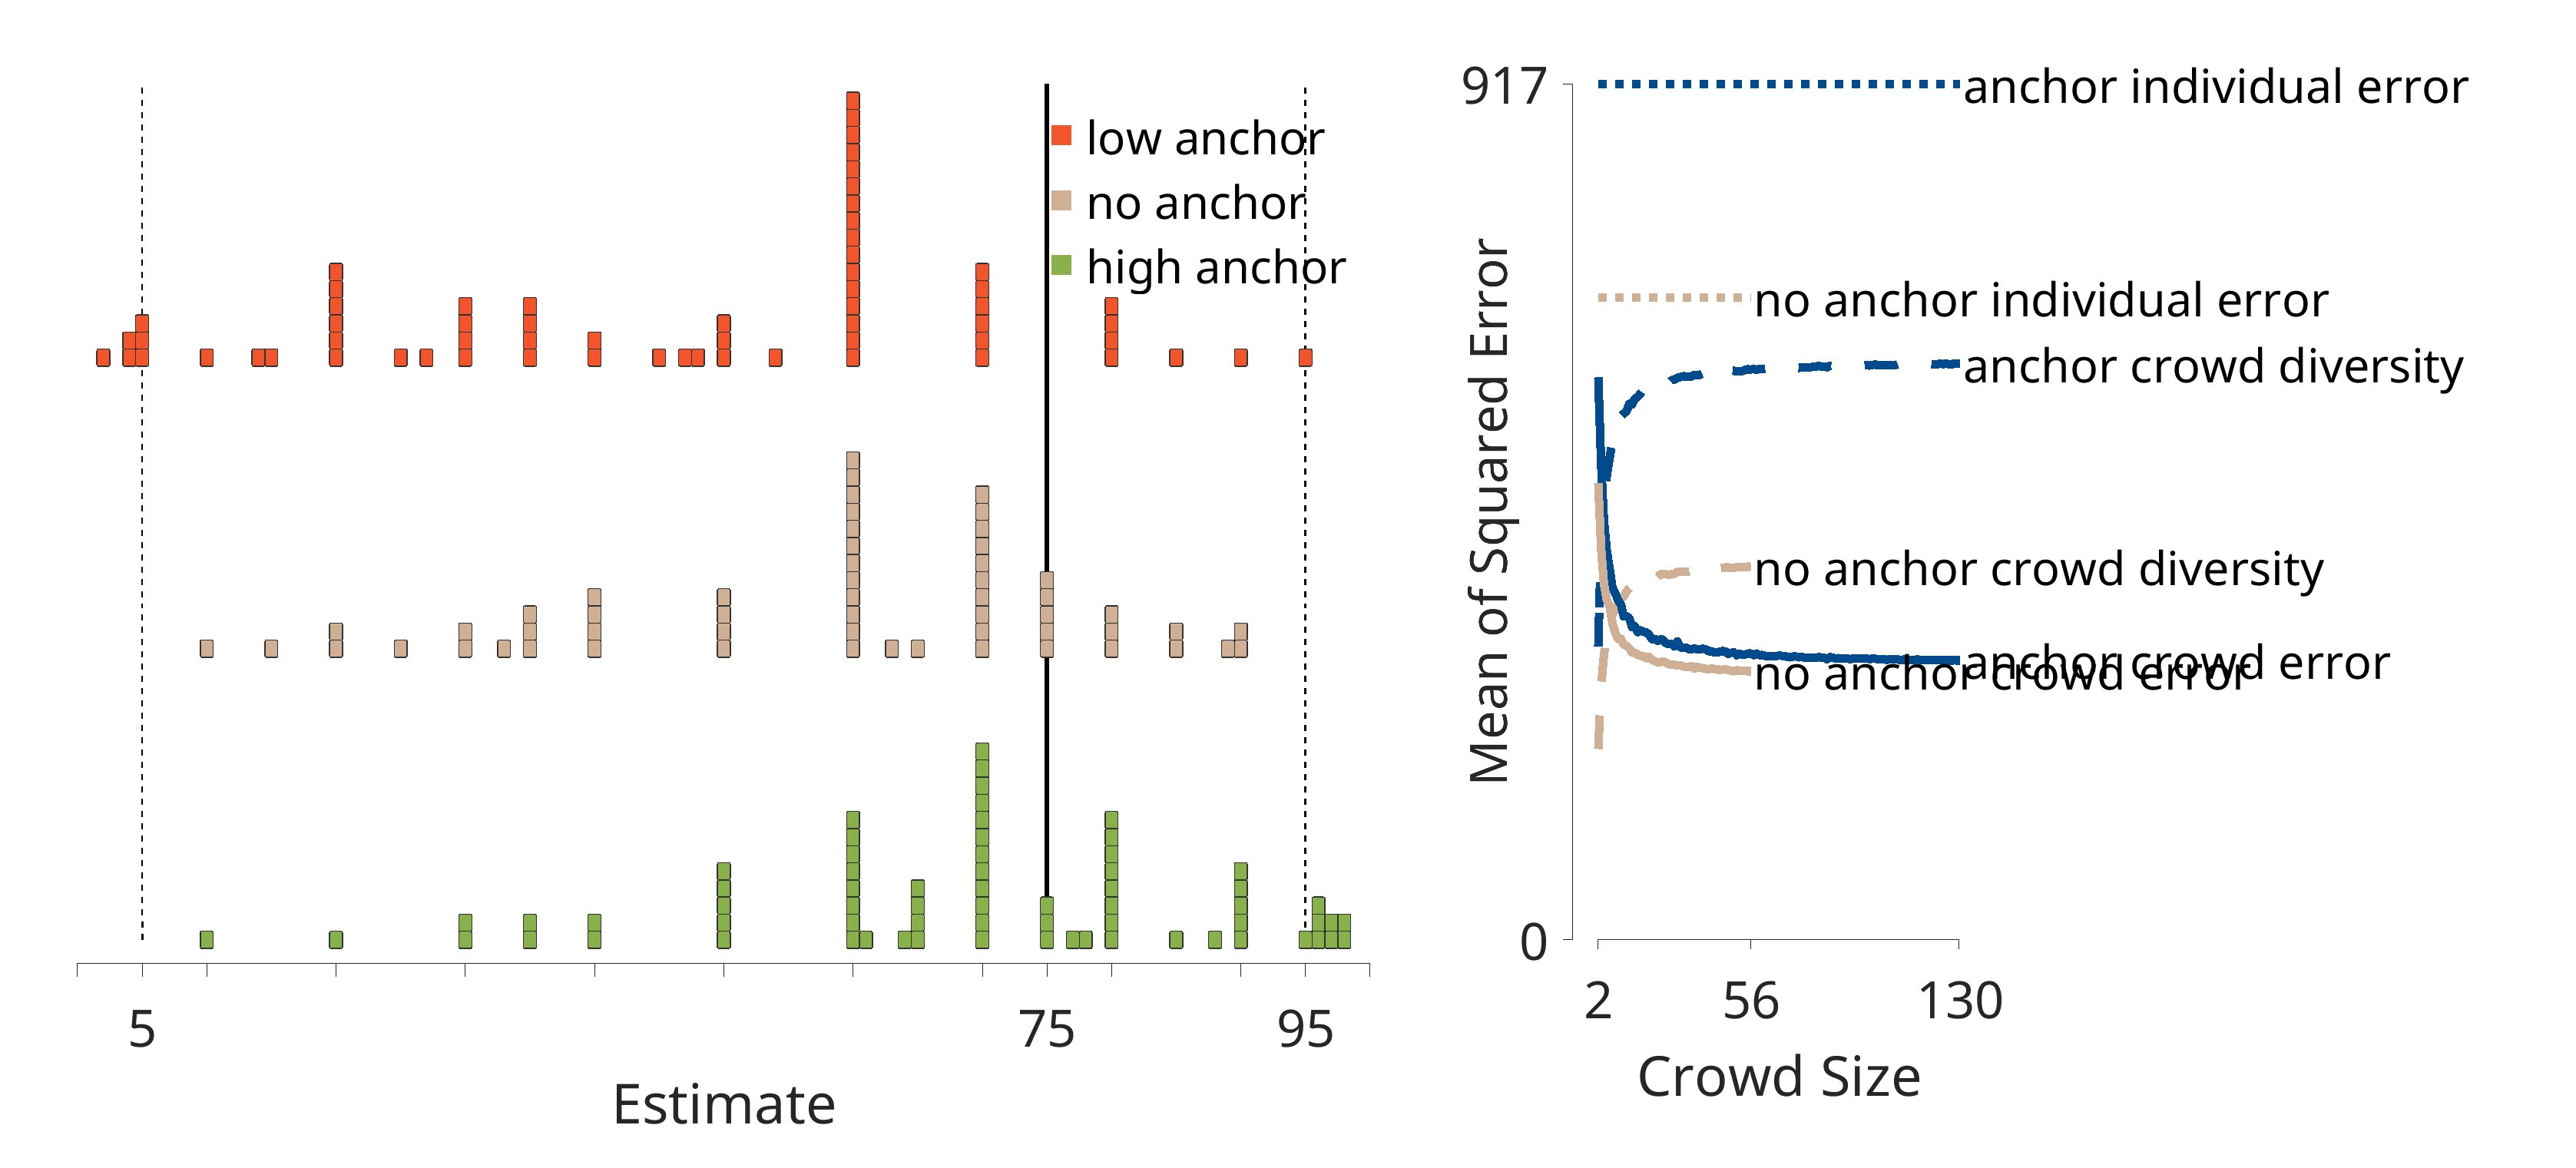 low anchor
no anchor
high anchor
5
75
95
Estimate
917
0
Mean of Squared Error
anchor individual error
no anchor individual error
anchor crowd diversity
no anchor crowd diversity
anchor crowd error
no anchor crowd error
2
56
130
Crowd Size